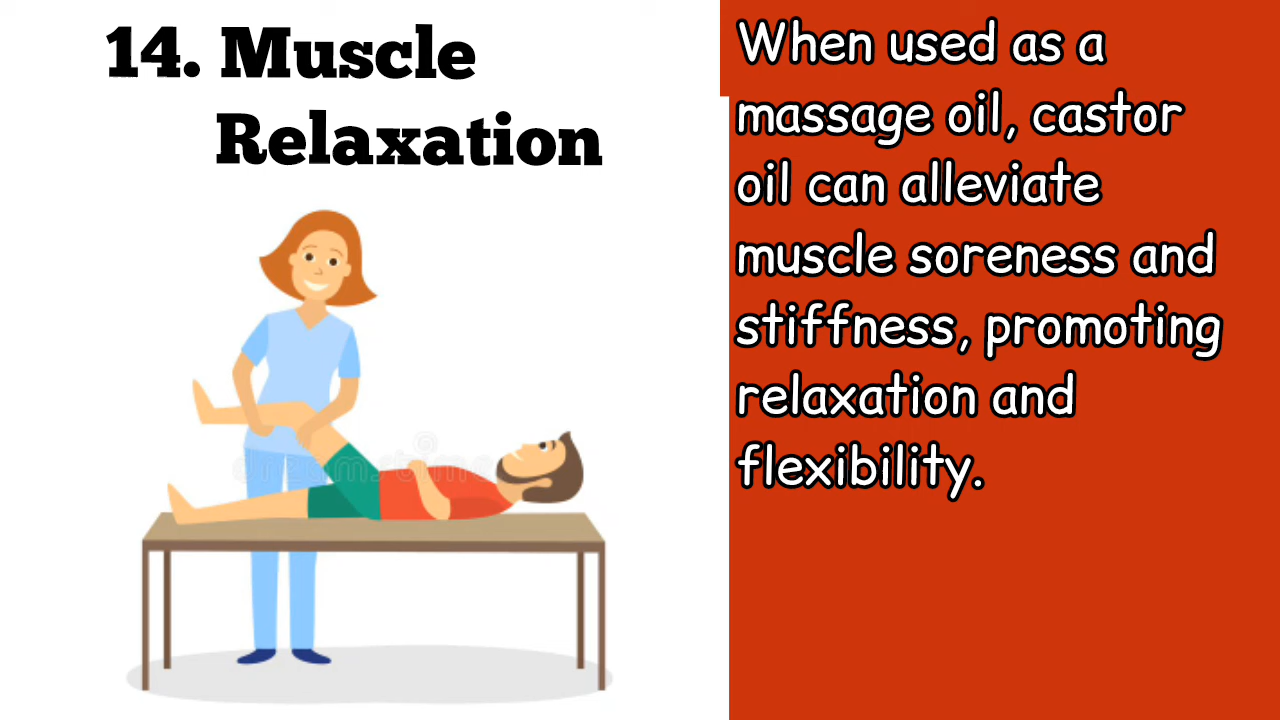 14. Muscle
Relaxation
When used as a
massage oil, castor
oil can alleviate
muscle soreness and
stiffness, promoting
relaxation and
flexibility.
dreamstime